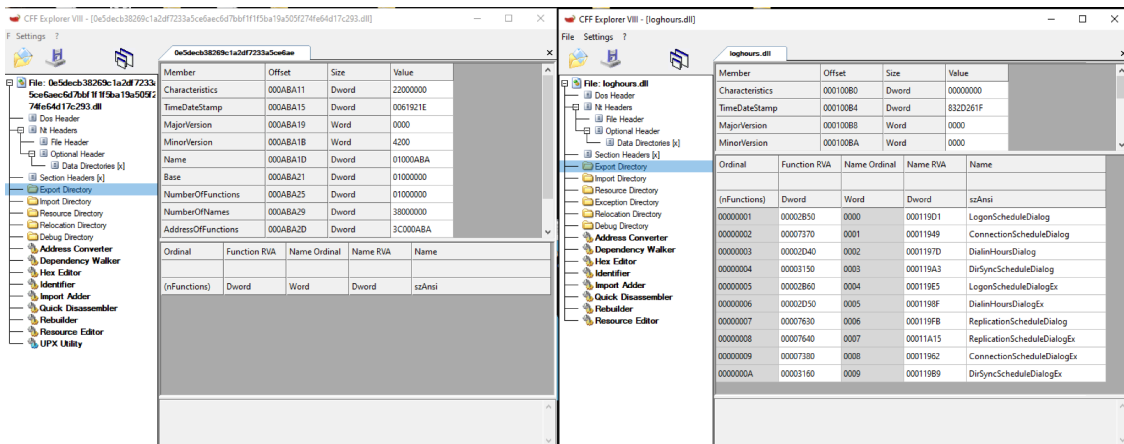 CFF Explorer VIII - [0e5decb38269c1a2df7233a5ce6aec6d7bbf1f1f5ba19a505f274fe64d17c293.dll]
F Settings ?
0e5decb38269c1a2df7233a5ce6ae
File: 0e5decb38269c1a2df7233a
5ce6aec6d7bbf1f1f5ba19a505f2
74fe64d17c293.dll
Dos Header
Nt Headers
File Header
Optional Header
Data Directories [x]
Section Headers [x]
Export Directory
Import Directory
Resource Directory
Relocation Directory
Debug Directory
Address Converter
Dependency Walker
Hex Editor
Identifier
Import Adder
Quick Disassembler
Rebuilder
Resource Editor
UPX Utility
Member Offset Size Value
Characteristics 000ABA11 Dword 22000000
TimeDateStamp 000ABA15 Dword 0061921E
MajorVersion 000ABA19 Word 0000
MinorVersion 000ABA1B Word 4200
Name 000ABA1D Dword 01000ABA
Base 000ABA21 Dword 01000000
NumberOfFunctions 000ABA25 Dword 01000000
NumberOfNames 000ABA29 Dword 38000000
AddressOfFunctions 000ABA2D Dword 3C000ABA
Ordinal Function RVA Name Ordinal Name RVA Name
(nFunctions) Dword Word Dword szAnsi
CFF Explorer VIII - [loghours.dll]
File Settings ?
loghours.dll
File: loghours.dll
Dos Header
Nt Headers
File Header
Optional Header
Data Directories [x]
Section Headers [x]
Export Directory
Import Directory
Resource Directory
Exception Directory
Relocation Directory
Debug Directory
Address Converter
Dependency Walker
Hex Editor
Identifier
Import Adder
Quick Disassembler
Rebuilder
Resource Editor
Member Offset Size Value
Characteristics 000100B0 Dword 00000000
TimeDateStamp 000100B4 Dword 832D261F
MajorVersion 000100B8 Word 0000
MinorVersion 000100BA Word 0000
Ordinal Function RVA Name Ordinal Name RVA Name
(nFunctions) Dword Word Dword szAnsi
00000001 00002B50 0000 000119D1 LogonScheduleDialog
00000002 00007370 0001 00011949 ConnectionScheduleDialog
00000003 00002D40 0002 0001197D DialinHoursDialog
00000004 00003150 0003 000119A3 DirSyncScheduleDialog
00000005 00002B60 0004 000119E5 LogonScheduleDialogEx
00000006 00002D50 0005 0001198F DialinHoursDialogEx
00000007 00007630 0006 000119FB ReplicationScheduleDialog
00000008 00007640 0007 00011A15 ReplicationScheduleDialogEx
00000009 00007380 0008 00011962 ConnectionScheduleDialogEx
0000000A 00003160 0009 000119B9 DirSyncScheduleDialogEx